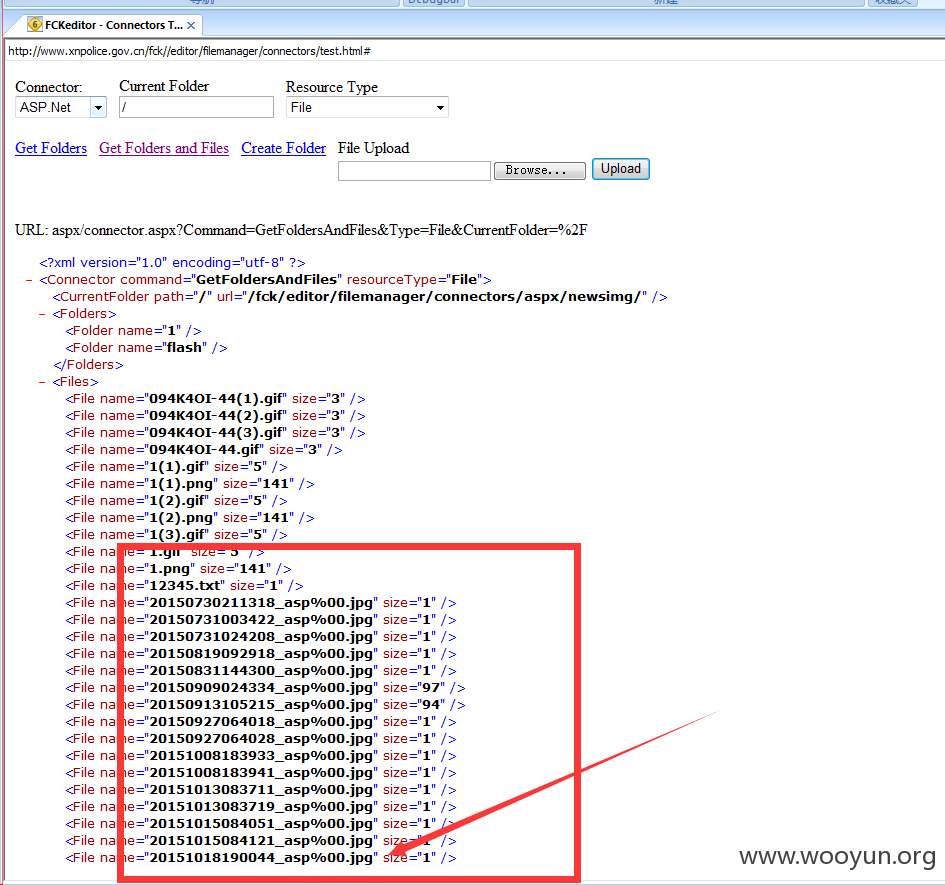 导航
DebugBar
新建
收藏夹
FCKeditor - Connectors T...
http://www.xnpolice.gov.cn/fck//editor/filemanager/connectors/test.html#
Connector: Current Folder Resource Type
ASP.Net / File
Get Folders Get Folders and Files Create Folder File Upload
Browse... Upload
URL: aspx/connector.aspx?Command=GetFoldersAndFiles&Type=File&CurrentFolder=%2F
<?xml version="1.0" encoding="utf-8" ?>
- <Connector command="GetFoldersAndFiles" resourceType="File">
<CurrentFolder path="/" url="/fck/editor/filemanager/connectors/aspx/newsimg/" />
- <Folders>
<Folder name="1" />
<Folder name="flash" />
</Folders>
- <Files>
<File name="094K4OI-44(1).gif" size="3" />
<File name="094K4OI-44(2).gif" size="3" />
<File name="094K4OI-44(3).gif" size="3" />
<File name="094K4OI-44.gif" size="3" />
<File name="1(1).gif" size="5" />
<File name="1(1).png" size="141" />
<File name="1(2).gif" size="5" />
<File name="1(2).png" size="141" />
<File name="1(3).gif" size="5" />
<File name="1.gif" size="5" />
<File name="1.png" size="141" />
<File name="12345.txt" size="1" />
<File name="20150730211318_asp%00.jpg" size="1" />
<File name="20150731003422_asp%00.jpg" size="1" />
<File name="20150731024208_asp%00.jpg" size="1" />
<File name="20150819092918_asp%00.jpg" size="1" />
<File name="20150831144300_asp%00.jpg" size="1" />
<File name="20150909024334_asp%00.jpg" size="97" />
<File name="20150913105215_asp%00.jpg" size="94" />
<File name="20150927064018_asp%00.jpg" size="1" />
<File name="20150927064028_asp%00.jpg" size="1" />
<File name="20151008183933_asp%00.jpg" size="1" />
<File name="20151008183941_asp%00.jpg" size="1" />
<File name="20151013083711_asp%00.jpg" size="1" />
<File name="20151013083719_asp%00.jpg" size="1" />
<File name="20151015084051_asp%00.jpg" size="1" />
<File name="20151015084121_asp%00.jpg" size="1" />
<File name="20151018190044_asp%00.jpg" size="1" />
www.wooyun.org